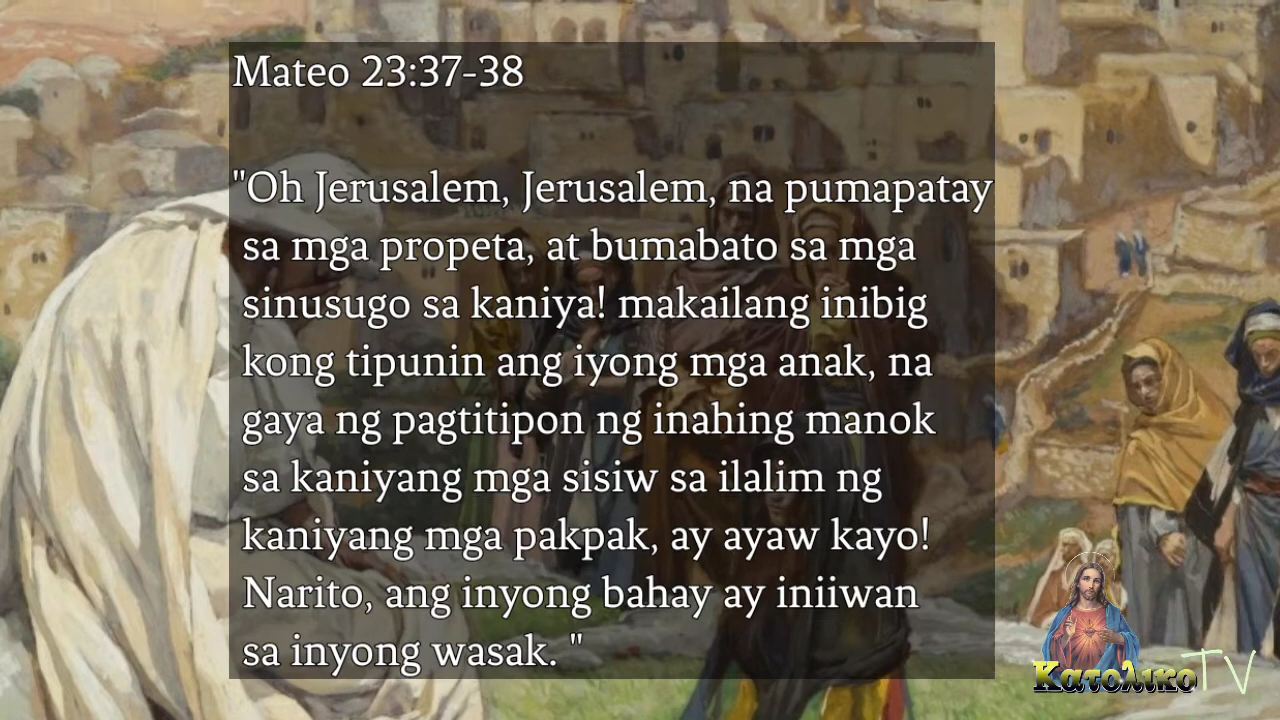 Mateo 23:37-38
"Oh Jerusalem, Jerusalem, na pumapatay
sa mga propeta, at bumabato sa mga
sinusugo sa kaniya! makailang inibig
kong tipunin ang iyong mga anak, na
gaya ng pagtitipon ng inahing manok
sa kaniyang mga sisiw sa ilalim ng
kaniyang mga pakpak, ay ayaw kayo!
Narito, ang inyong bahay ay iniiwan
sa inyong wasak. "
Κατολικο TV